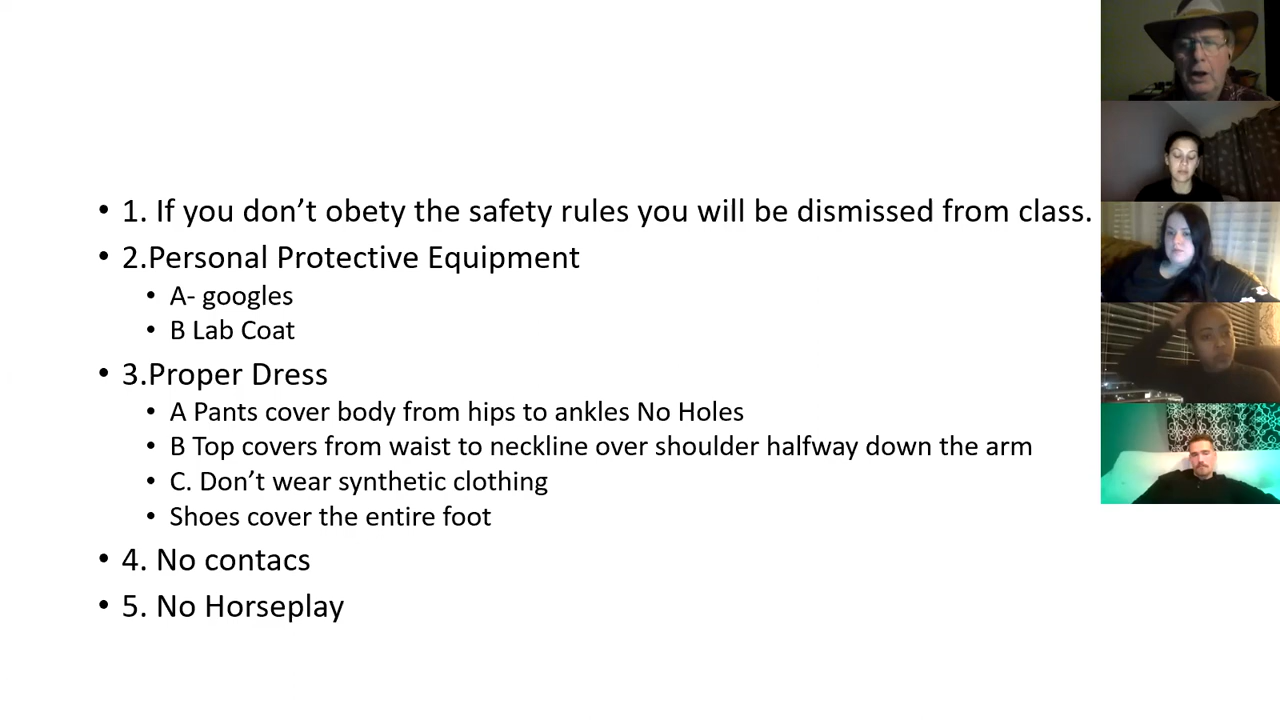 • 1. If you don’t obety the safety rules you will be dismissed from class.
• 2.Personal Protective Equipment
• A- googles
• B Lab Coat
• 3.Proper Dress
• A Pants cover body from hips to ankles No Holes
• B Top covers from waist to neckline over shoulder halfway down the arm
• C. Don’t wear synthetic clothing
• Shoes cover the entire foot
• 4. No contacs
• 5. No Horseplay